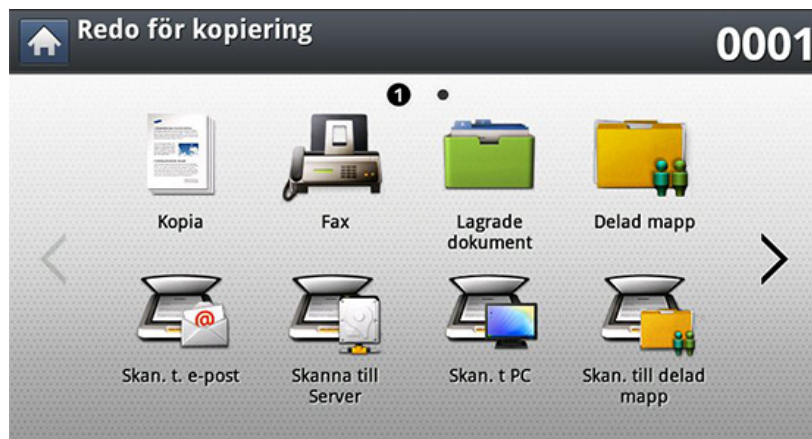 Redo för kopiering
0001
1
Kopia
Fax
Lagrade
dokument
Delad mapp
Skan. t. e-post
Skanna till
Server
Skan. t PC
Skan. till delad
mapp